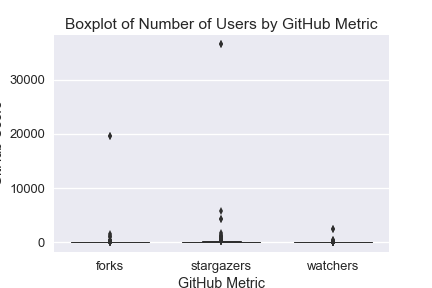 Boxplot of Number of Users by GitHub Metric
30000
20000
10000
0
forks stargazers watchers
GitHub Metric